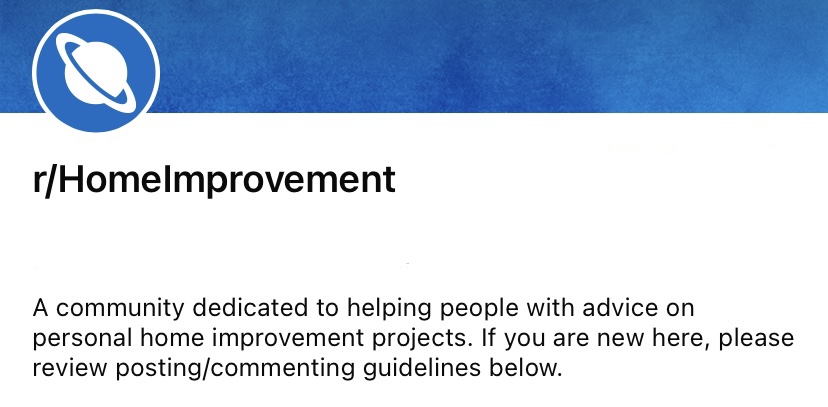 r/HomeImprovement
A community dedicated to helping people with advice on
personal home improvement projects. If you are new here, please
review posting/commenting guidelines below.